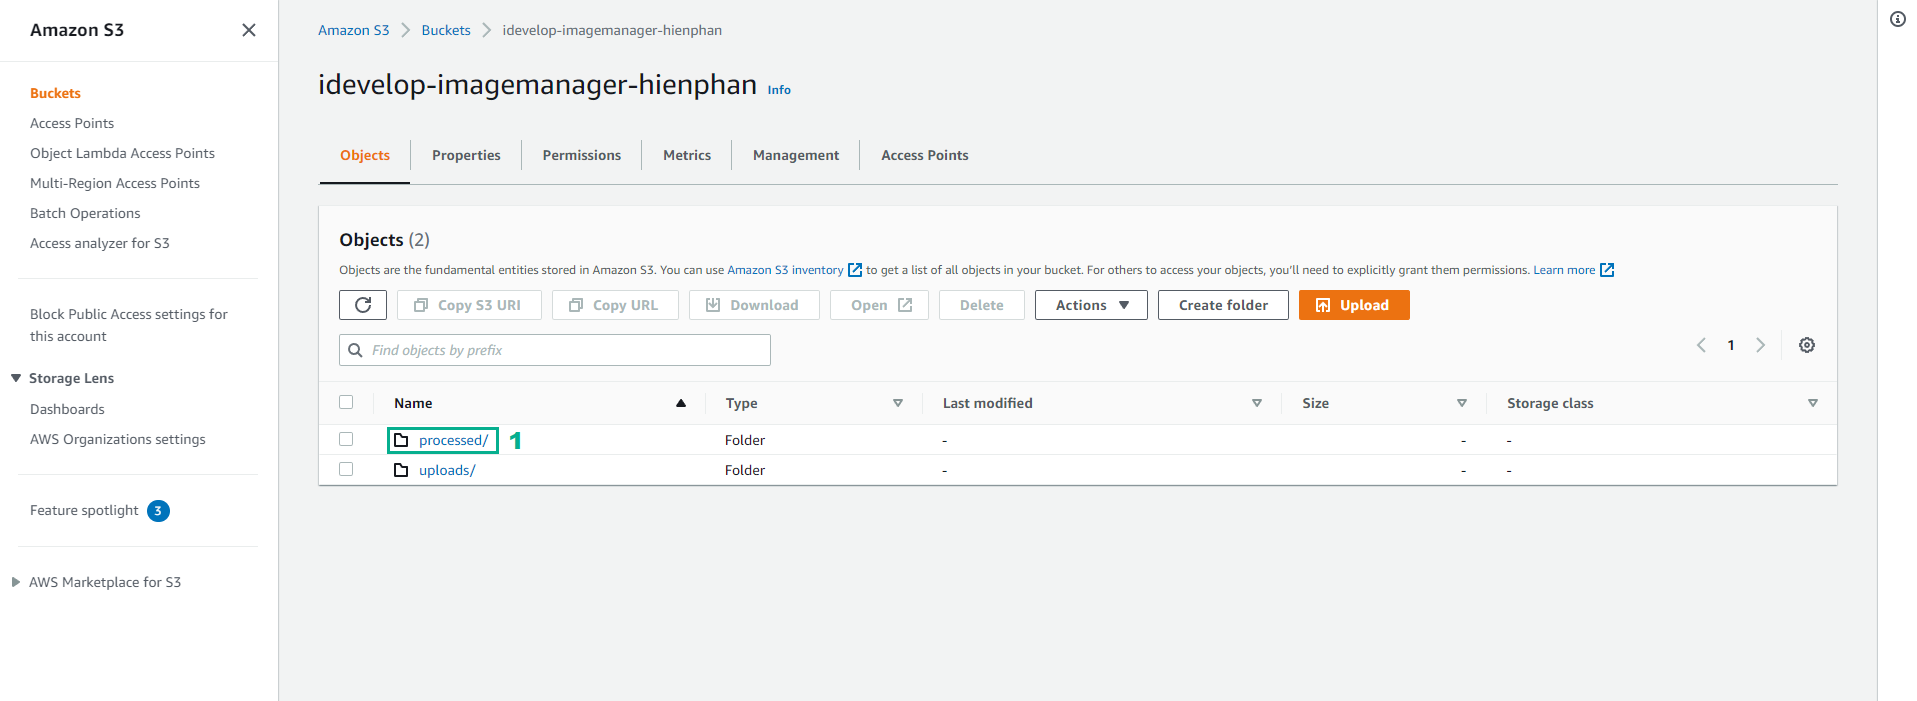 Amazon S3
Buckets
Access Points
Object Lambda Access Points
Multi-Region Access Points
Batch Operations
Access analyzer for S3
Block Public Access settings for
this account
Storage Lens
Dashboards
AWS Organizations settings
Feature spotlight 3
AWS Marketplace for S3
Amazon S3 Buckets idevelop-imagemanager-hienphan
idevelop-imagemanager-hienphan Info
Objects Properties Permissions Metrics Management Access Points
Objects (2)
Objects are the fundamental entities stored in Amazon S3. You can use Amazon S3 inventory to get a list of all objects in your bucket. For others to access your objects, you'll need to explicitly grant them permissions. Learn more
Copy S3 URI Copy URL Download Open Delete Actions Create folder Upload
Find objects by prefix 1
Name Type Last modified Size Storage class
processed/ 1 Folder - - -
uploads/ Folder - - -